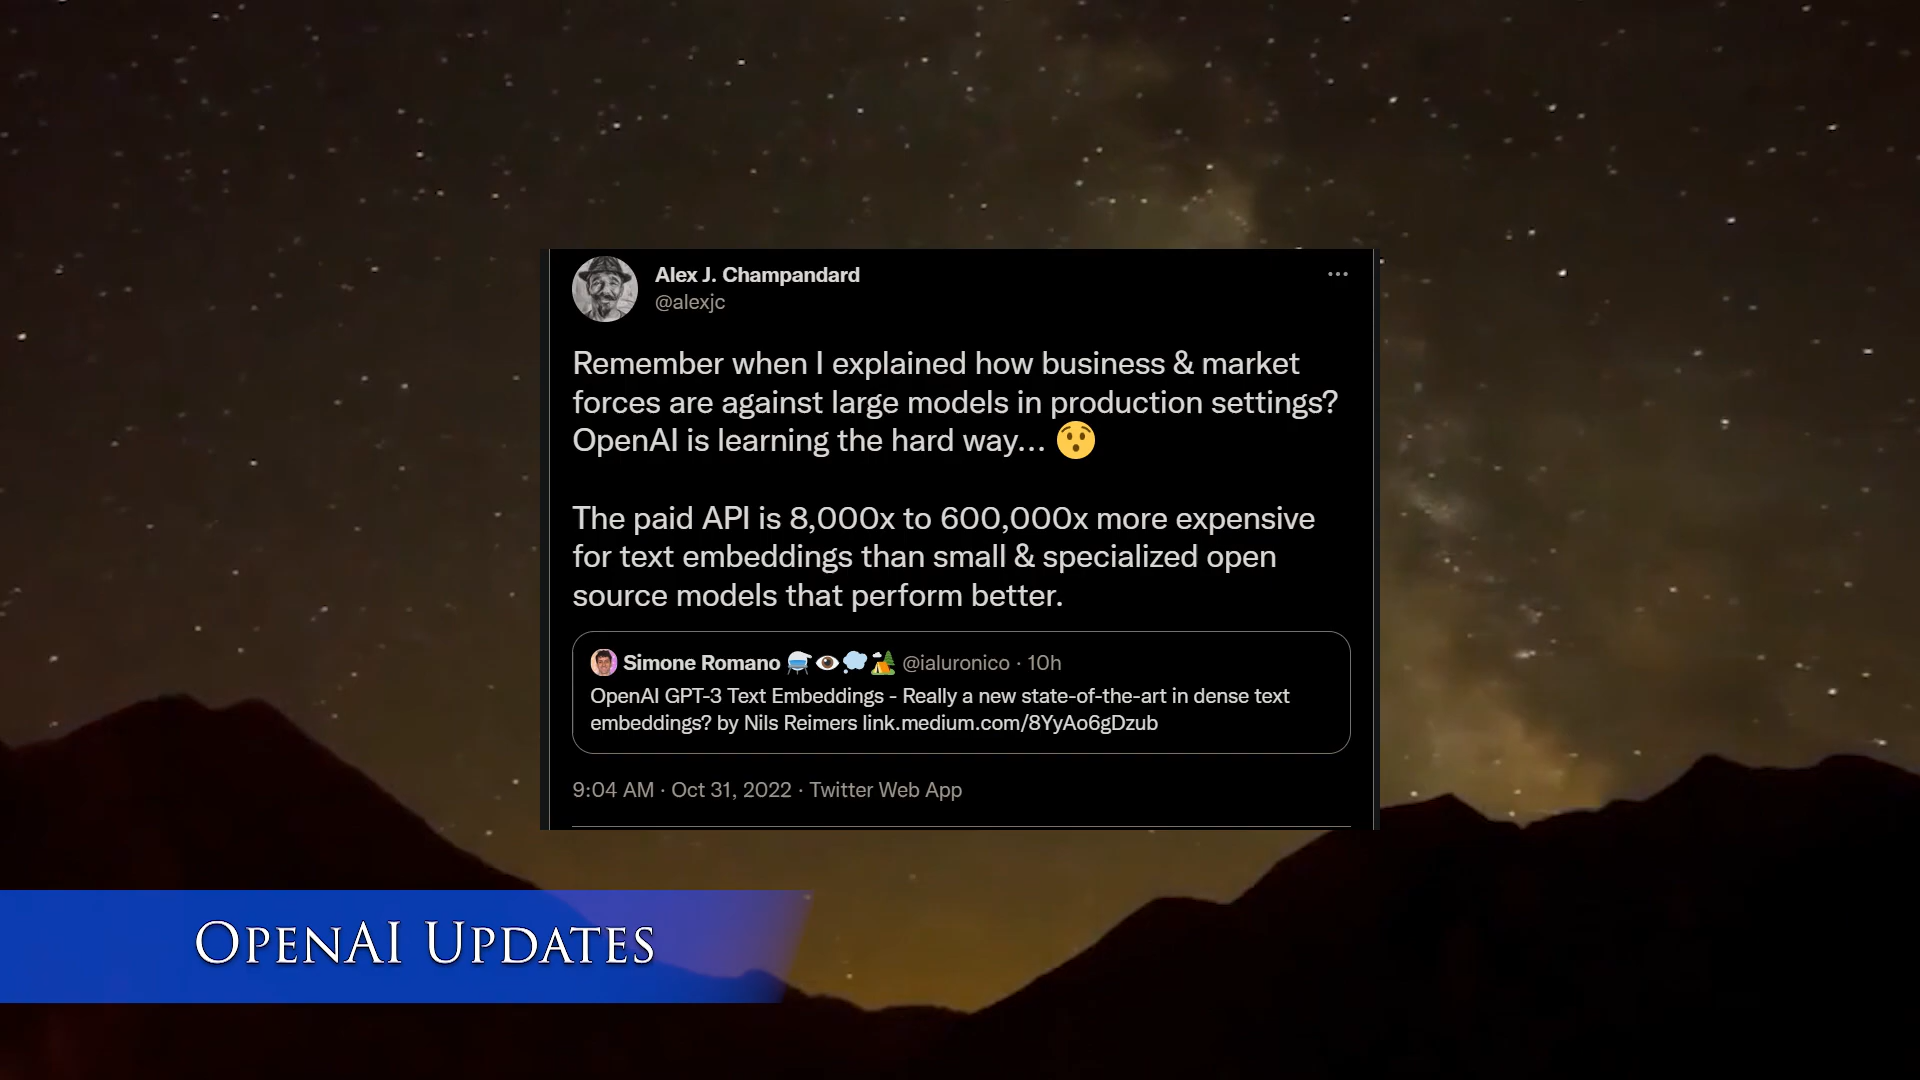 Alex J. Champandard
@alexjc
Remember when I explained how business & market
forces are against large models in production settings?
OpenAI is learning the hard way... 😯
The paid API is 8,000x to 600,000x more expensive
for text embeddings than small & specialized open
source models that perform better.
Simone Romano ⚗️👁️💭🏕️ @ialuronico · 10h
OpenAI GPT-3 Text Embeddings - Really a new state-of-the-art in dense text
embeddings? by Nils Reimers link.medium.com/8YyAo6gDzub
9:04 AM · Oct 31, 2022 · Twitter Web App
OpenAI Updates